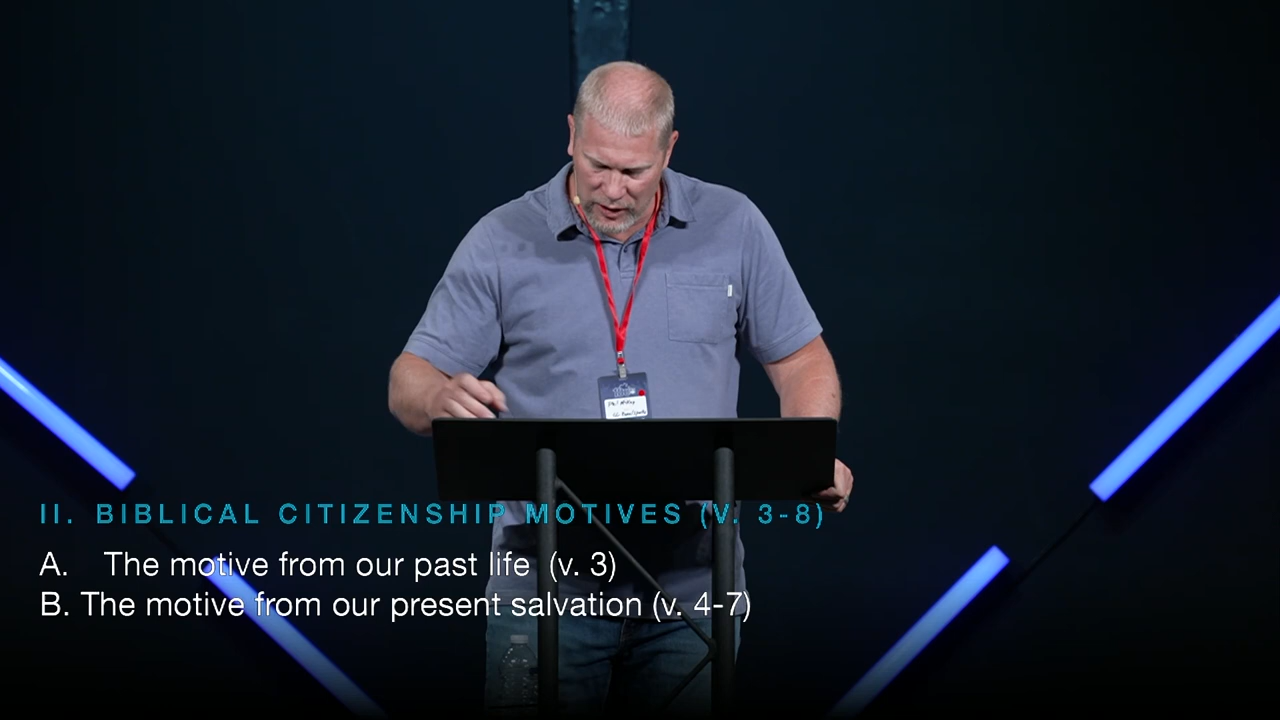 II. BIBLICAL CITIZENSHIP MOTIVES (V. 3-8)
A. The motive from our past life (v. 3)
B. The motive from our present salvation (v. 4-7)